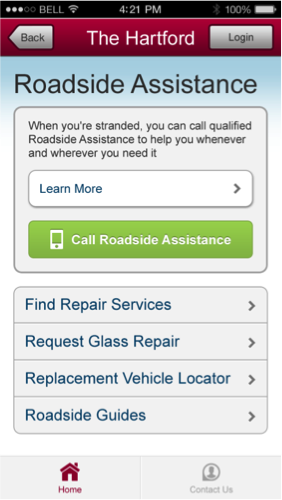 BELL 4:21 PM 100%
Back The Hartford Login
Roadside Assistance
When you're stranded, you can call qualified
Roadside Assistance to help you whenever
and wherever you need it
Learn More
Call Roadside Assistance
Find Repair Services
Request Glass Repair
Replacement Vehicle Locator
Roadside Guides
Home Contact Us